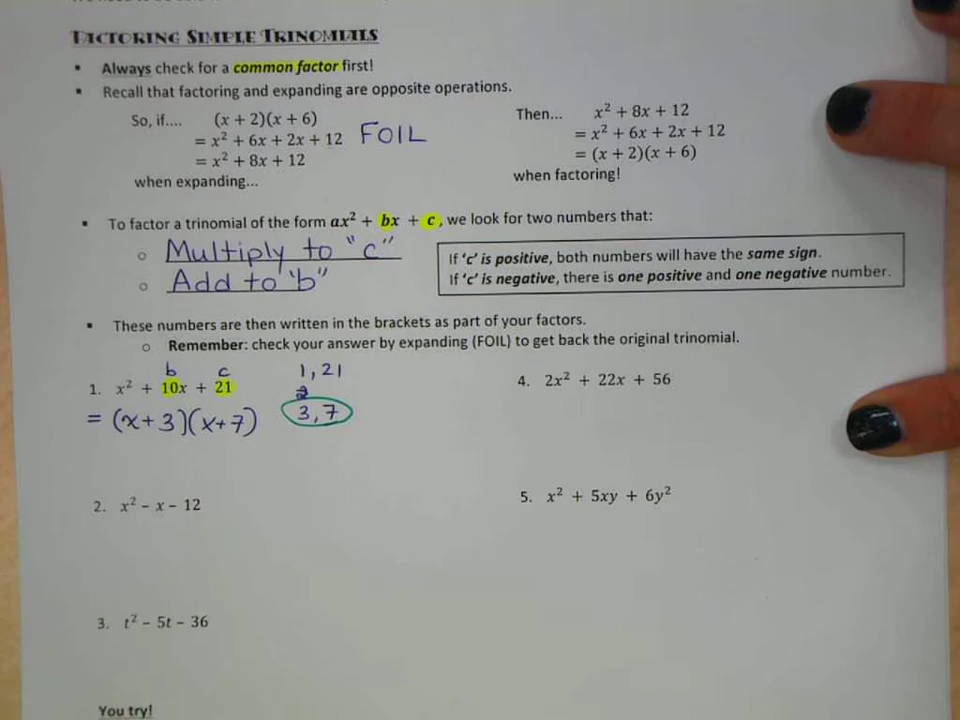 FACTORING SIMPLE TRINOMIALS
▪ Always check for a common factor first!
▪ Recall that factoring and expanding are opposite operations.
So, if.... (x + 2)(x + 6)
= x² + 6x + 2x + 12 FOIL
= x² + 8x + 12
when expanding...
Then... x² + 8x + 12
= x² + 6x + 2x + 12
= (x + 2)(x + 6)
when factoring!
▪ To factor a trinomial of the form ax² + bx + c, we look for two numbers that:
○ Multiply to "c"
○ Add to "b"
If 'c' is positive, both numbers will have the same sign.
If 'c' is negative, there is one positive and one negative number.
▪ These numbers are then written in the brackets as part of your factors.
○ Remember: check your answer by expanding (FOIL) to get back the original trinomial.
b c
1. x² + 10x + 21
= (x+3)(x+7)
1, 21
2
3, 7
2. x² – x – 12
3. t² – 5t – 36
4. 2x² + 22x + 56
5. x² + 5xy + 6y²
You try!